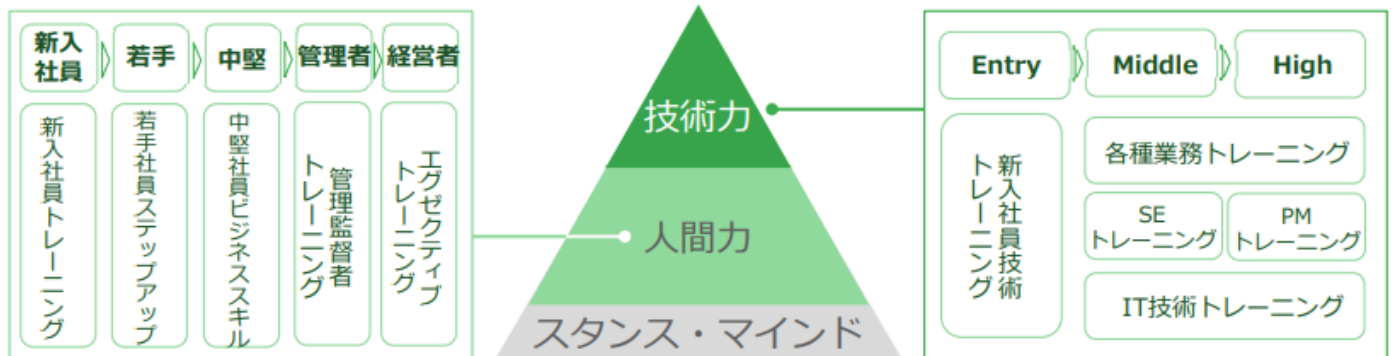 新入
社員
若手
中堅
管理者
経営者
新入社員トレーニング
若手社員ステップアップ
中堅社員ビジネススキル
管理監督者
トレーニング
エグゼクティブ
トレーニング
技術力
人間力
スタンス・マインド
Entry
Middle
High
新入社員技術
トレーニング
各種業務トレーニング
SE
トレーニング
PM
トレーニング
IT技術トレーニング